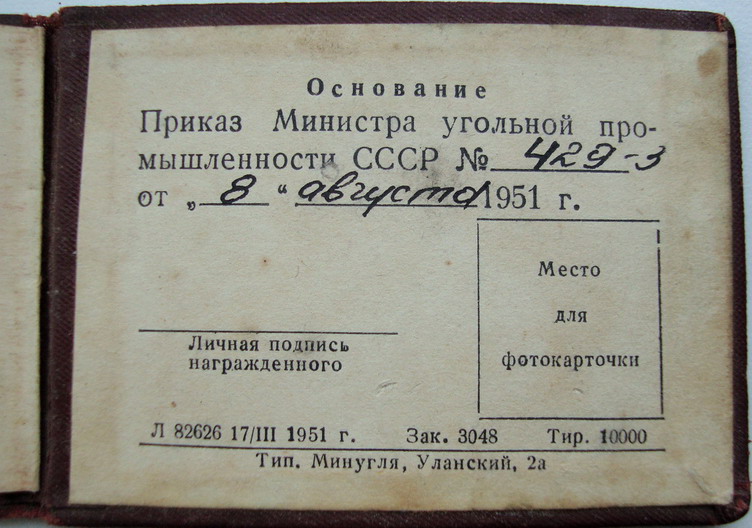 Основание
Приказ Министра угольной про-
мышленности СССР № 429-з
от „ 8 “ августа 1951 г.
Место
для
фотокарточки
Личная подпись
награжденного
Л 82626 17/III 1951 г. Зак. 3048 Тир. 10000
Тип. Минугля, Уланский, 2а